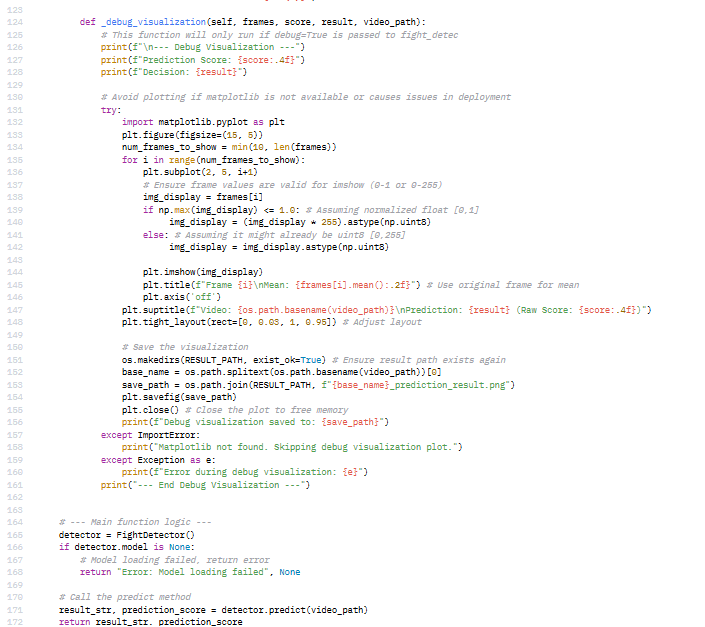 123
124 def _debug_visualization(self, frames, score, result, video_path):
125 # This function will only run if debug=True is passed to fight_detec
126 print(f"\n--- Debug Visualization ---")
127 print(f"Prediction Score: {score:.4f}")
128 print(f"Decision: {result}")
129
130 # Avoid plotting if matplotlib is not available or causes issues in deployment
131 try:
132 import matplotlib.pyplot as plt
133 plt.figure(figsize=(15, 5))
134 num_frames_to_show = min(10, len(frames))
135 for i in range(num_frames_to_show):
136 plt.subplot(2, 5, i+1)
137 # Ensure frame values are valid for imshow (0-1 or 0-255)
138 img_display = frames[i]
139 if np.max(img_display) <= 1.0: # Assuming normalized float [0,1]
140 img_display = (img_display * 255).astype(np.uint8)
141 else: # Assuming it might already be uint8 [0,255]
142 img_display = img_display.astype(np.uint8)
143
144 plt.imshow(img_display)
145 plt.title(f"Frame {i}\nMean: {frames[i].mean():.2f}") # Use original frame for mean
146 plt.axis('off')
147 plt.suptitle(f"Video: {os.path.basename(video_path)}\nPrediction: {result} (Raw Score: {score:.4f})")
148 plt.tight_layout(rect=[0, 0.03, 1, 0.95]) # Adjust layout
149
150 # Save the visualization
151 os.makedirs(RESULT_PATH, exist_ok=True) # Ensure result path exists again
152 base_name = os.path.splitext(os.path.basename(video_path))[0]
153 save_path = os.path.join(RESULT_PATH, f"{base_name}_prediction_result.png")
154 plt.savefig(save_path)
155 plt.close() # Close the plot to free memory
156 print(f"Debug visualization saved to: {save_path}")
157 except ImportError:
158 print("Matplotlib not found. Skipping debug visualization plot.")
159 except Exception as e:
160 print(f"Error during debug visualization: {e}")
161 print("--- End Debug Visualization ---")
162
163
164 # --- Main function logic ---
165 detector = FightDetector()
166 if detector.model is None:
167 # Model loading failed, return error
168 return "Error: Model loading failed", None
169
170 # Call the predict method
171 result_str, prediction_score = detector.predict(video_path)
172 return result_str, prediction_score